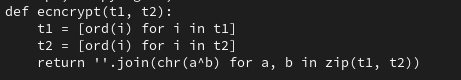 def ecncrypt(t1, t2):
    t1 = [ord(i) for i in t1]
    t2 = [ord(i) for i in t2]
    return ''.join(chr(a^b) for a, b in zip(t1, t2))